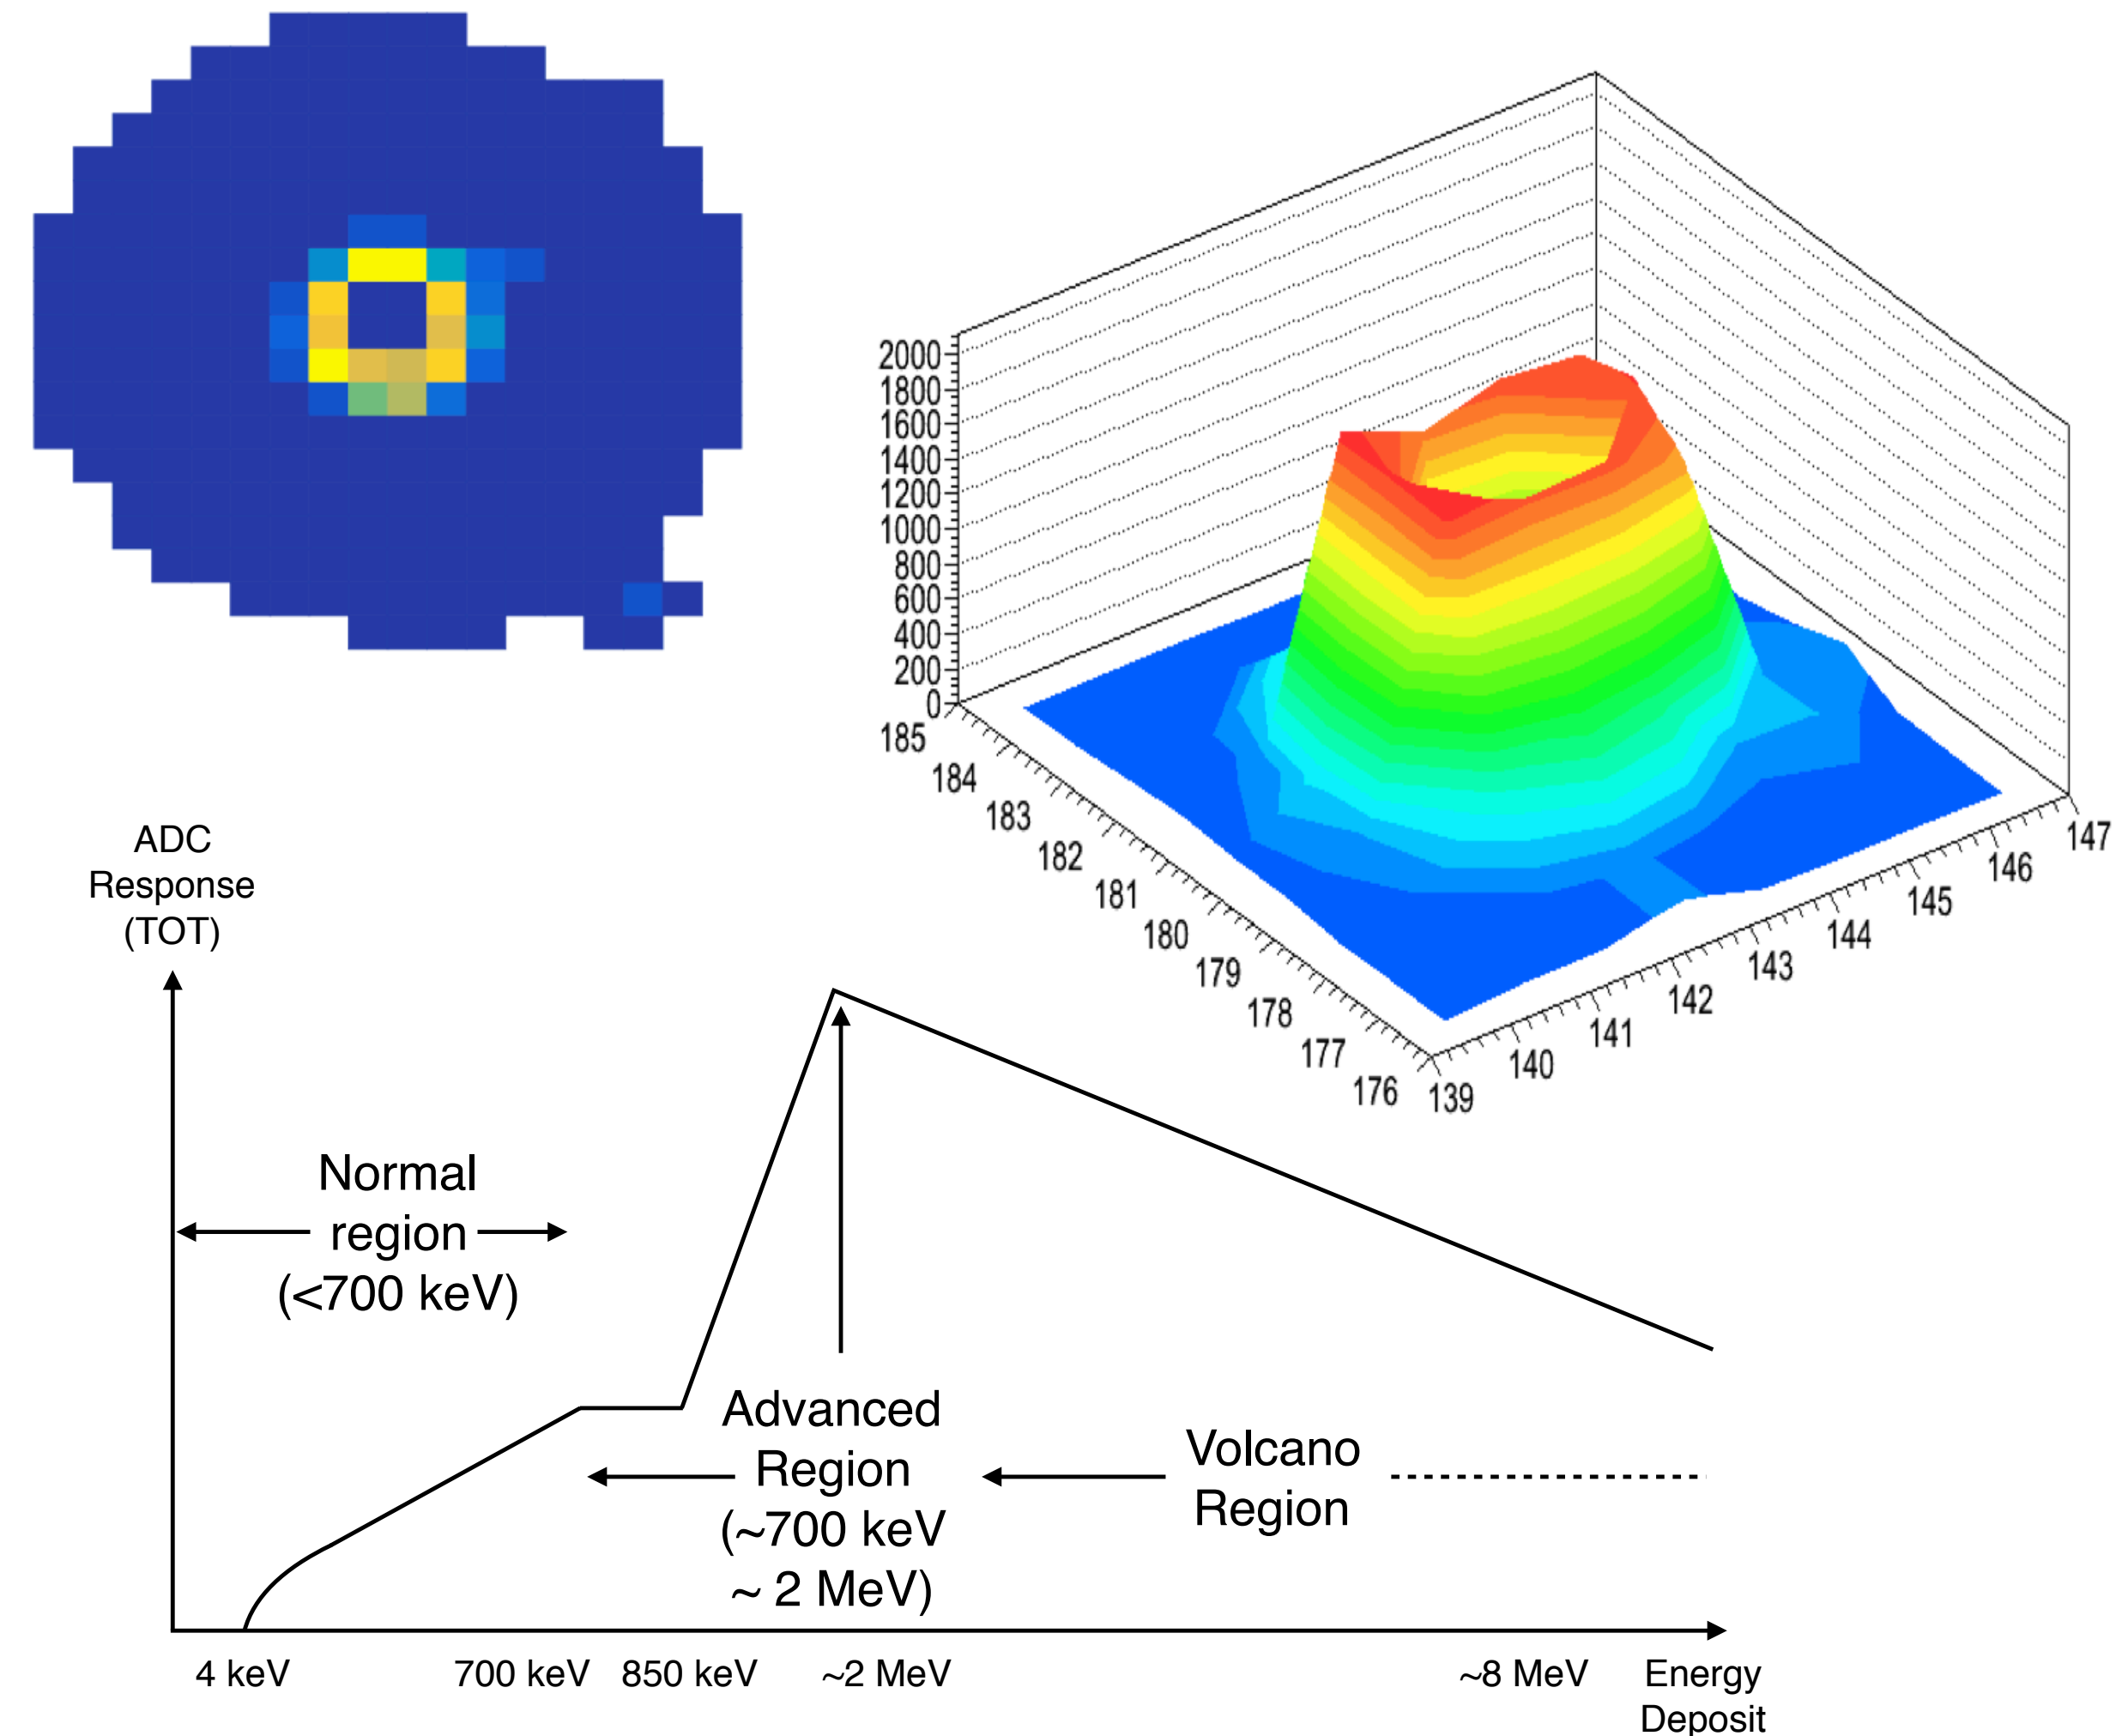 2000
1800
1600
1400
1200
1000
800
600
400
200
0
185
184
183
182
181
180
179
178
177
176
139
140
141
142
143
144
145
146
147
ADC
Response
(TOT)
Normal
region
(<700 keV)
Advanced
Region
(~700 keV
~ 2 MeV)
Volcano
Region
4 keV
700 keV
850 keV
~2 MeV
~8 MeV
Energy
Deposit